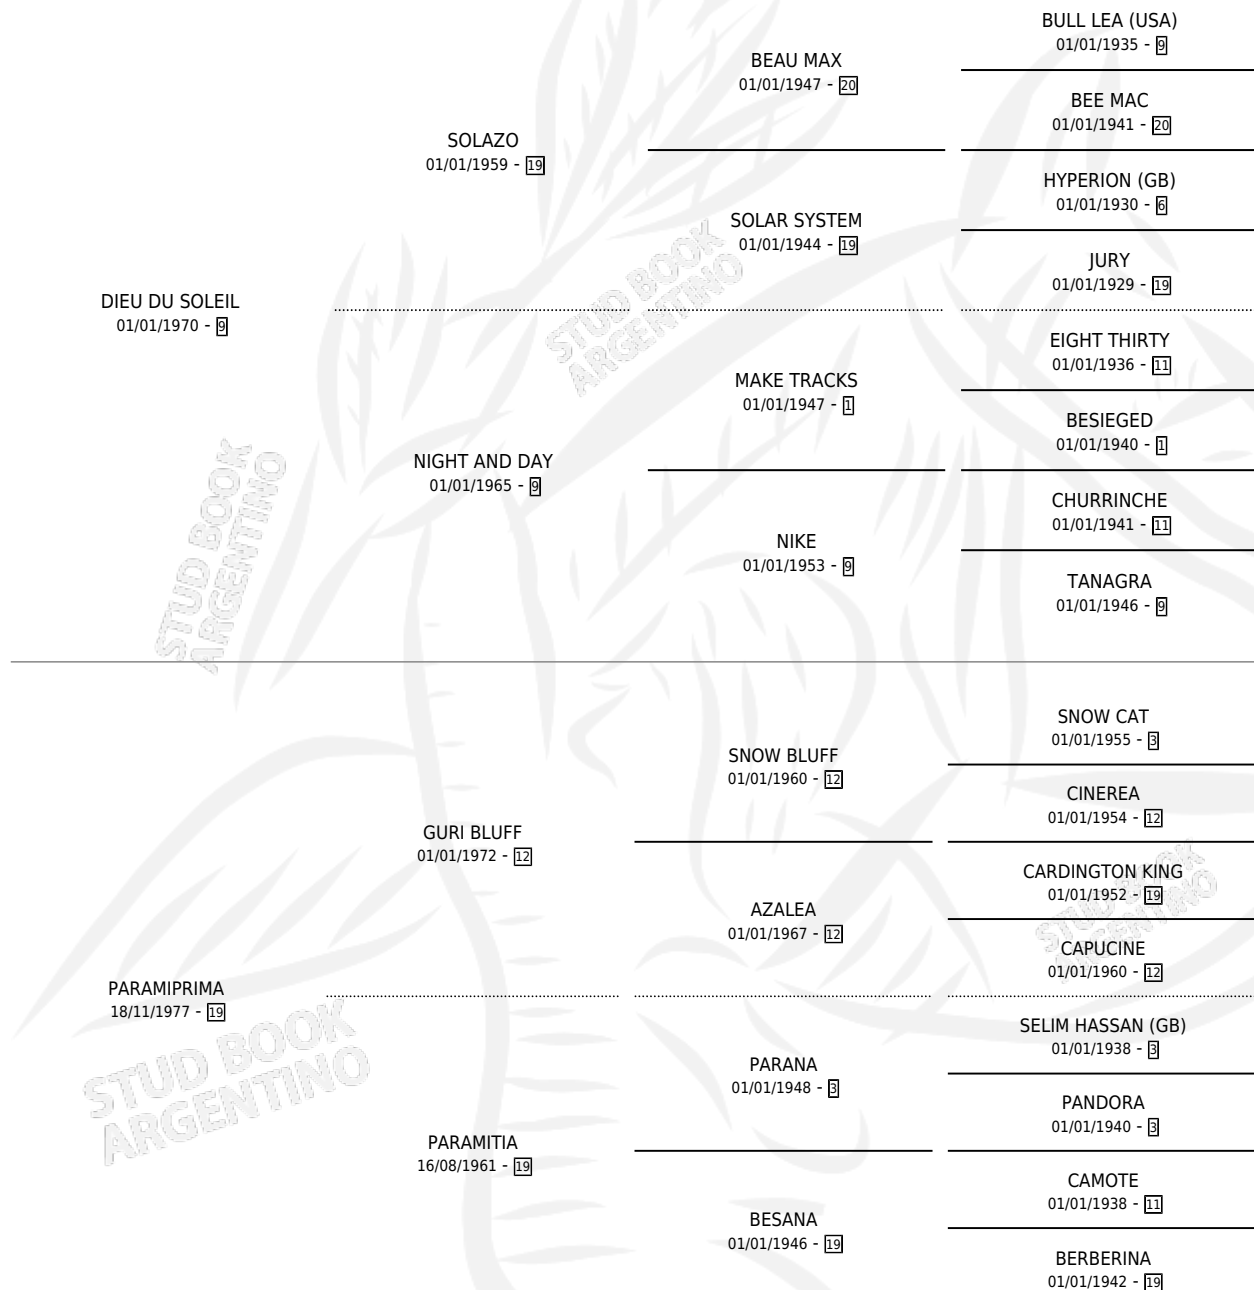 BULL LEA (USA)
01/01/1935 - 9
BEAU MAX
01/01/1947 - 20
BEE MAC
01/01/1941 - 20
SOLAZO
01/01/1959 - 19
HYPERION (GB)
01/01/1930 - 6
SOLAR SYSTEM
01/01/1944 - 19
JURY
01/01/1929 - 19
DIEU DU SOLEIL
01/01/1970 - 9
EIGHT THIRTY
01/01/1936 - 11
MAKE TRACKS
01/01/1947 - 1
BESIEGED
01/01/1940 - 1
NIGHT AND DAY
01/01/1965 - 9
CHURRINCHE
01/01/1941 - 11
NIKE
01/01/1953 - 9
TANAGRA
01/01/1946 - 9
STUD BOOK
ARGENTINO
STUD BOOK
ARGENTINO
SNOW CAT
01/01/1955 - 3
SNOW BLUFF
01/01/1960 - 12
CINEREA
01/01/1954 - 12
GURI BLUFF
01/01/1972 - 12
CARDINGTON KING
01/01/1952 - 19
AZALEA
01/01/1967 - 12
CAPUCINE
01/01/1960 - 12
PARAMIPRIMA
18/11/1977 - 19
SELIM HASSAN (GB)
01/01/1938 - 3
PARANA
01/01/1948 - 3
PANDORA
01/01/1940 - 3
PARAMITIA
16/08/1961 - 19
CAMOTE
01/01/1938 - 11
BESANA
01/01/1946 - 19
BERBERINA
01/01/1942 - 19
STUD BOOK
ARGENTINO
STUD BOOK
ARGENTINO